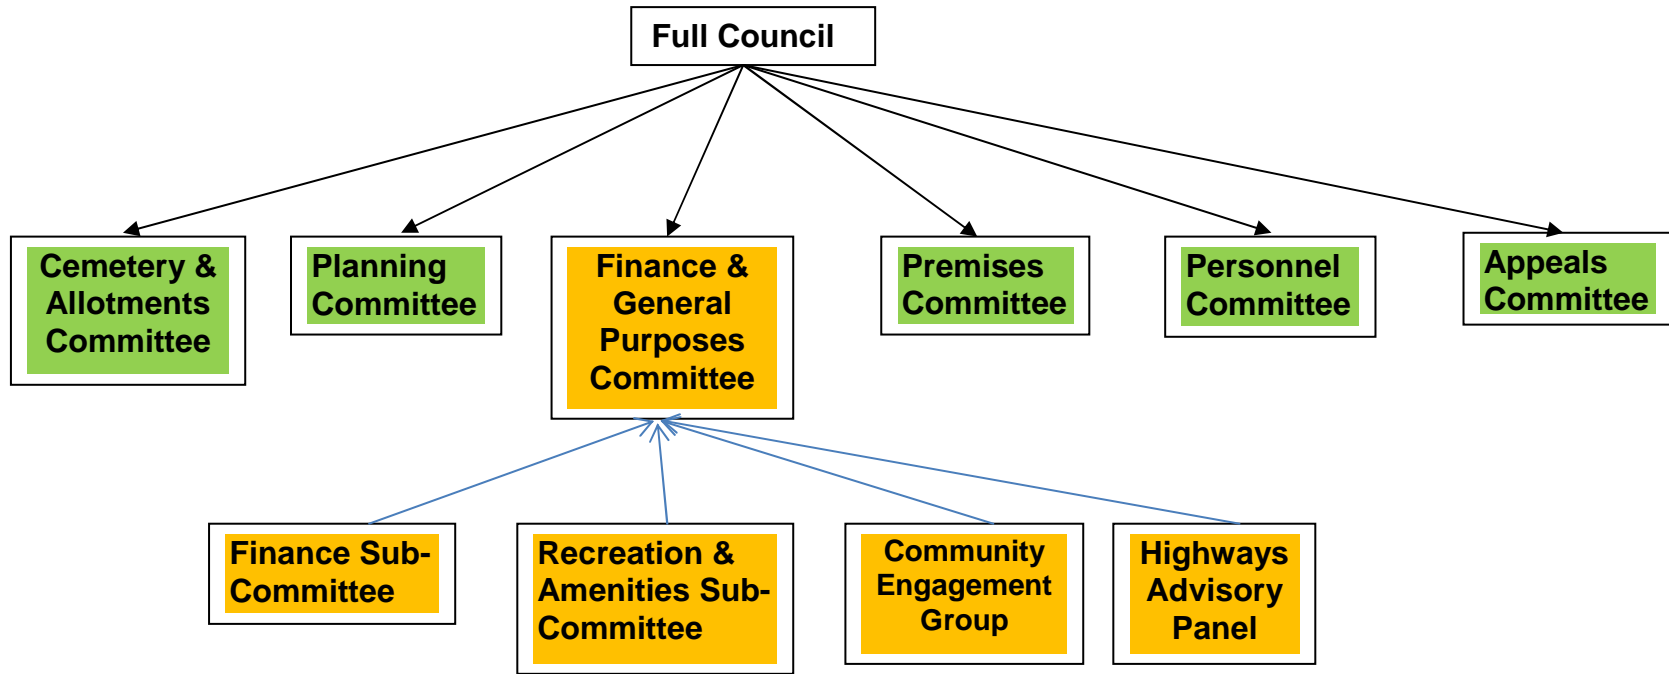 Full Council
Cemetery &
Allotments
Committee
Planning
Committee
Finance &
General
Purposes
Committee
Premises
Committee
Personnel
Committee
Appeals
Committee
Finance Sub-
Committee
Recreation &
Amenities Sub-
Committee
Community
Engagement
Group
Highways
Advisory
Panel